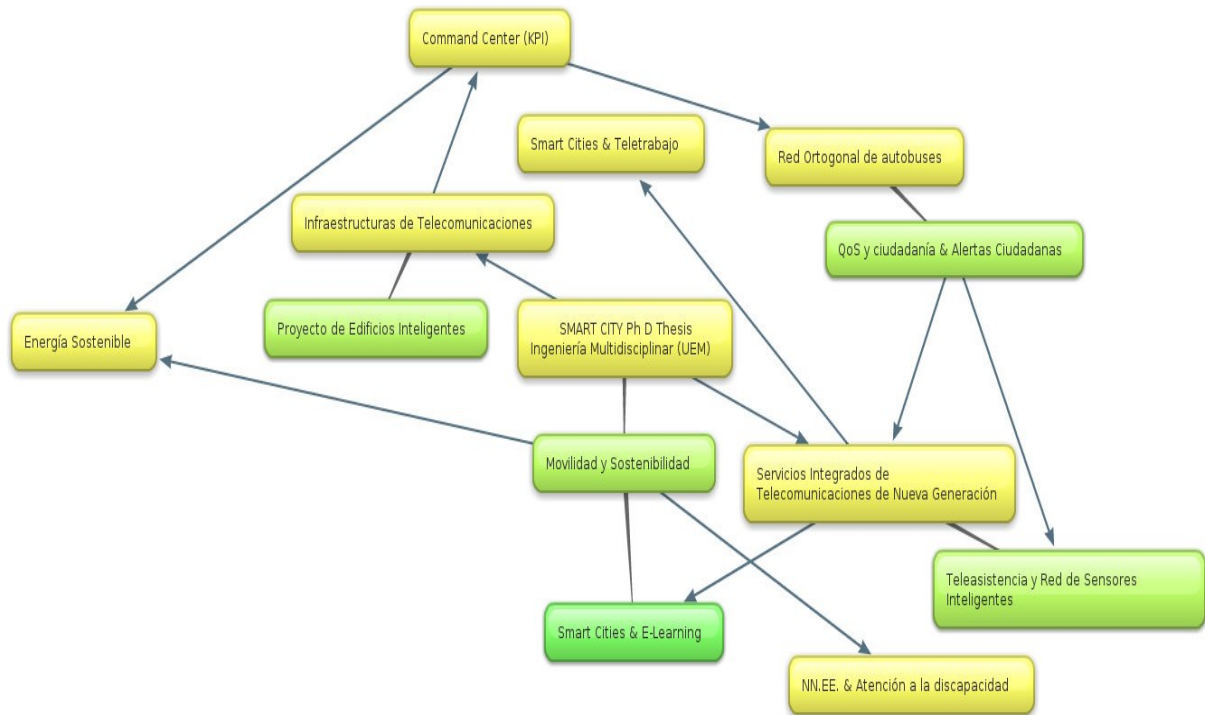 Command Center (KPI)
Smart Cities & Teletrabajo
Red Ortogonal de autobuses
Infraestructuras de Telecomunicaciones
QoS y ciudadanía & Alertas Ciudadanas
Energía Sostenible
Proyecto de Edificios Inteligentes
SMART CITY Ph D Thesis
Ingeniería Multidisciplinar (UEM)
Movilidad y Sostenibilidad
Servicios Integrados de
Telecomunicaciones de Nueva Generación
Teleasistencia y Red de Sensores
Inteligentes
Smart Cities & E-Learning
NN.EE. & Atención a la discapacidad